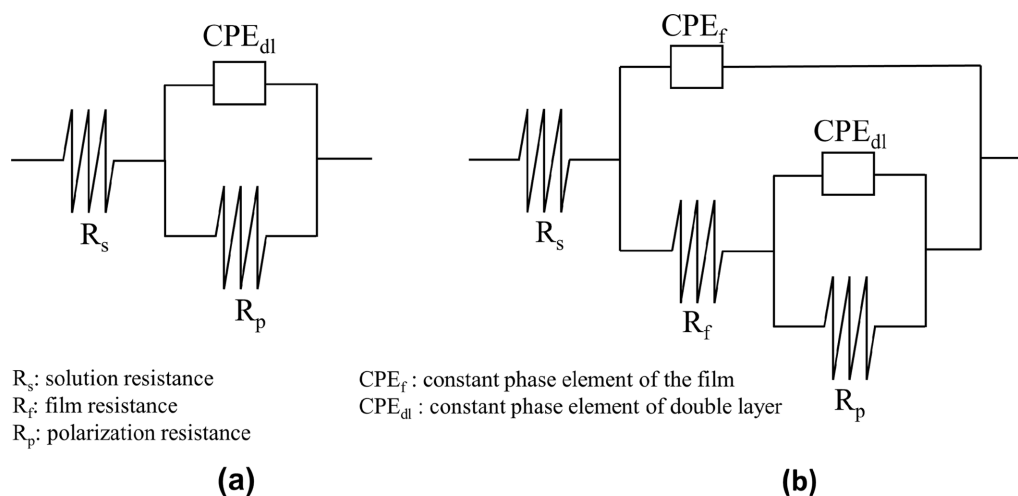 CPE_dl
R_s
R_p
CPE_f
CPE_dl
R_s
R_f
R_p
R_s: solution resistance
R_f: film resistance
R_p: polarization resistance
CPE_f : constant phase element of the film
CPE_dl : constant phase element of double layer
(a)
(b)